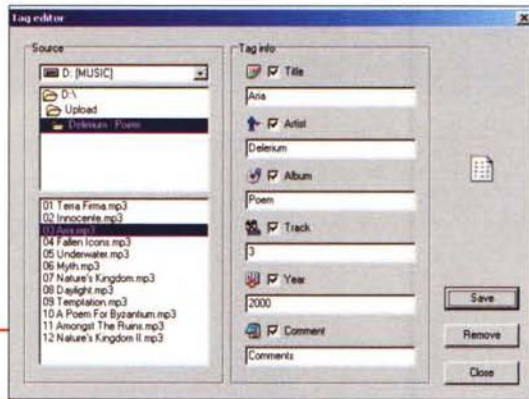 Tag editor
Source
D: [MUSIC]
D:\
Upload
Delerium - Poem
01 Terra Firma.mp3
02 Innocente.mp3
03 Aria.mp3
04 Fallen Icons.mp3
05 Underwater.mp3
06 Myth.mp3
07 Nature's Kingdom.mp3
08 Daylight.mp3
09 Temptation.mp3
10 A Poem For Byzantium.mp3
11 Amongst The Ruins.mp3
12 Nature's Kingdom II.mp3
Tag info
Title
Aria
Artist
Delerium
Album
Poem
Track
3
Year
2000
Comment
Comments
Save
Remove
Close